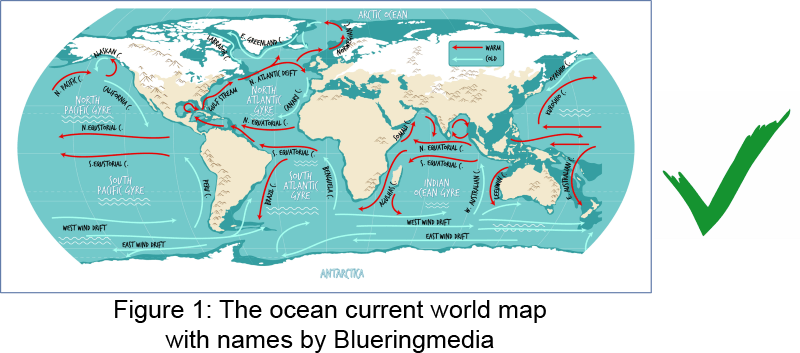 ARCTIC OCEAN
ALASKAN C.
LABRADOR C.
E. GREENLAND C.
NORWEGIAN C.
WARM
COLD
OYASHIO C.
N. PACIFIC C.
CALIFORNIA C.
N. ATLANTIC DRIFT
GULF STREAM
NORTH
PACIFIC GYRE
NORTH
ATLANTIC
GYRE
CANARY C.
KUROSHIO C.
N. EQUATORIAL C.
SOMALI C.
S. EQUATORIAL C.
N. EQUATORIAL C.
S. EQUATORIAL C.
S. EQUATORIAL C.
SOUTH
PACIFIC GYRE
PERU C.
BRAZIL C.
SOUTH
ATLANTIC
GYRE
BENGUELA C.
AGULHAS C.
INDIAN
OCEAN GYRE
W. AUSTRALIAN C.
LEEUWIN C.
E. AUSTRALIAN C.
WEST WIND DRIFT
EAST WIND DRIFT
WEST WIND DRIFT
EAST WIND DRIFT
ANTARCTICA
Figure 1: The ocean current world map
with names by Blueringmedia